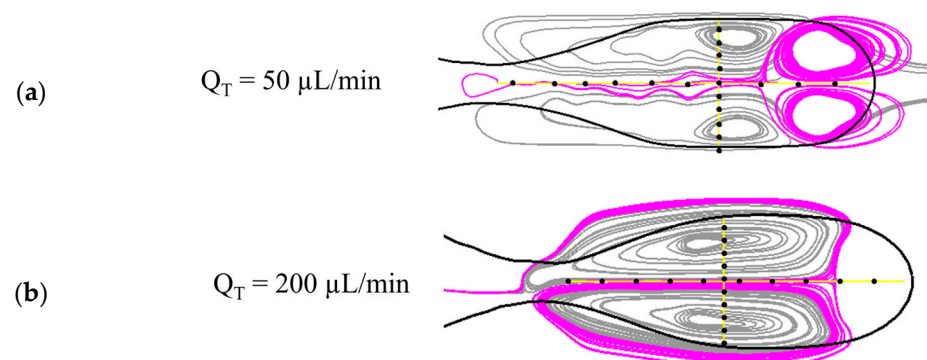 (a) Q_T = 50 µL/min
(b) Q_T = 200 µL/min